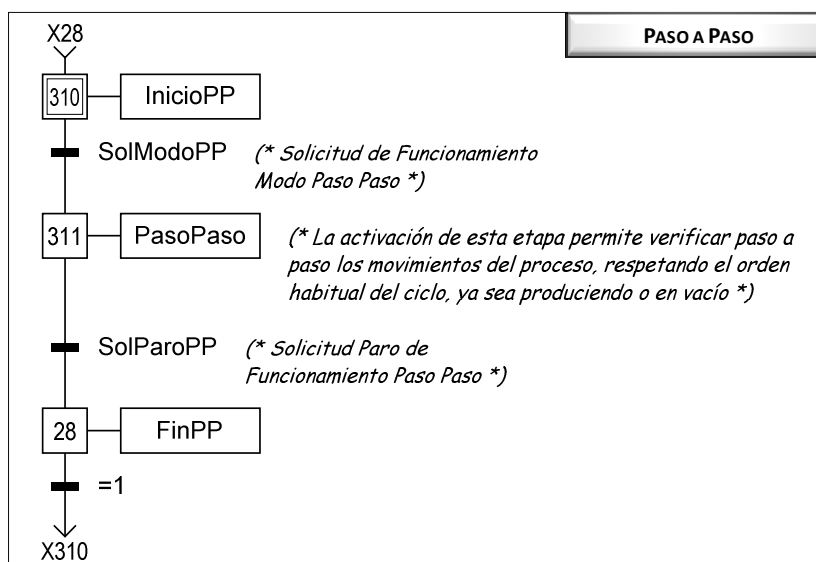 X28
PASO A PASO
310
InicioPP
SolModoPP
(* Solicitud de Funcionamiento
Modo Paso Paso *)
311
PasoPaso
(* La activación de esta etapa permite verificar paso a
paso los movimientos del proceso, respetando el orden
habitual del ciclo, ya sea produciendo o en vacío *)
SolParoPP
(* Solicitud Paro de
Funcionamiento Paso Paso *)
28
FinPP
=1
X310